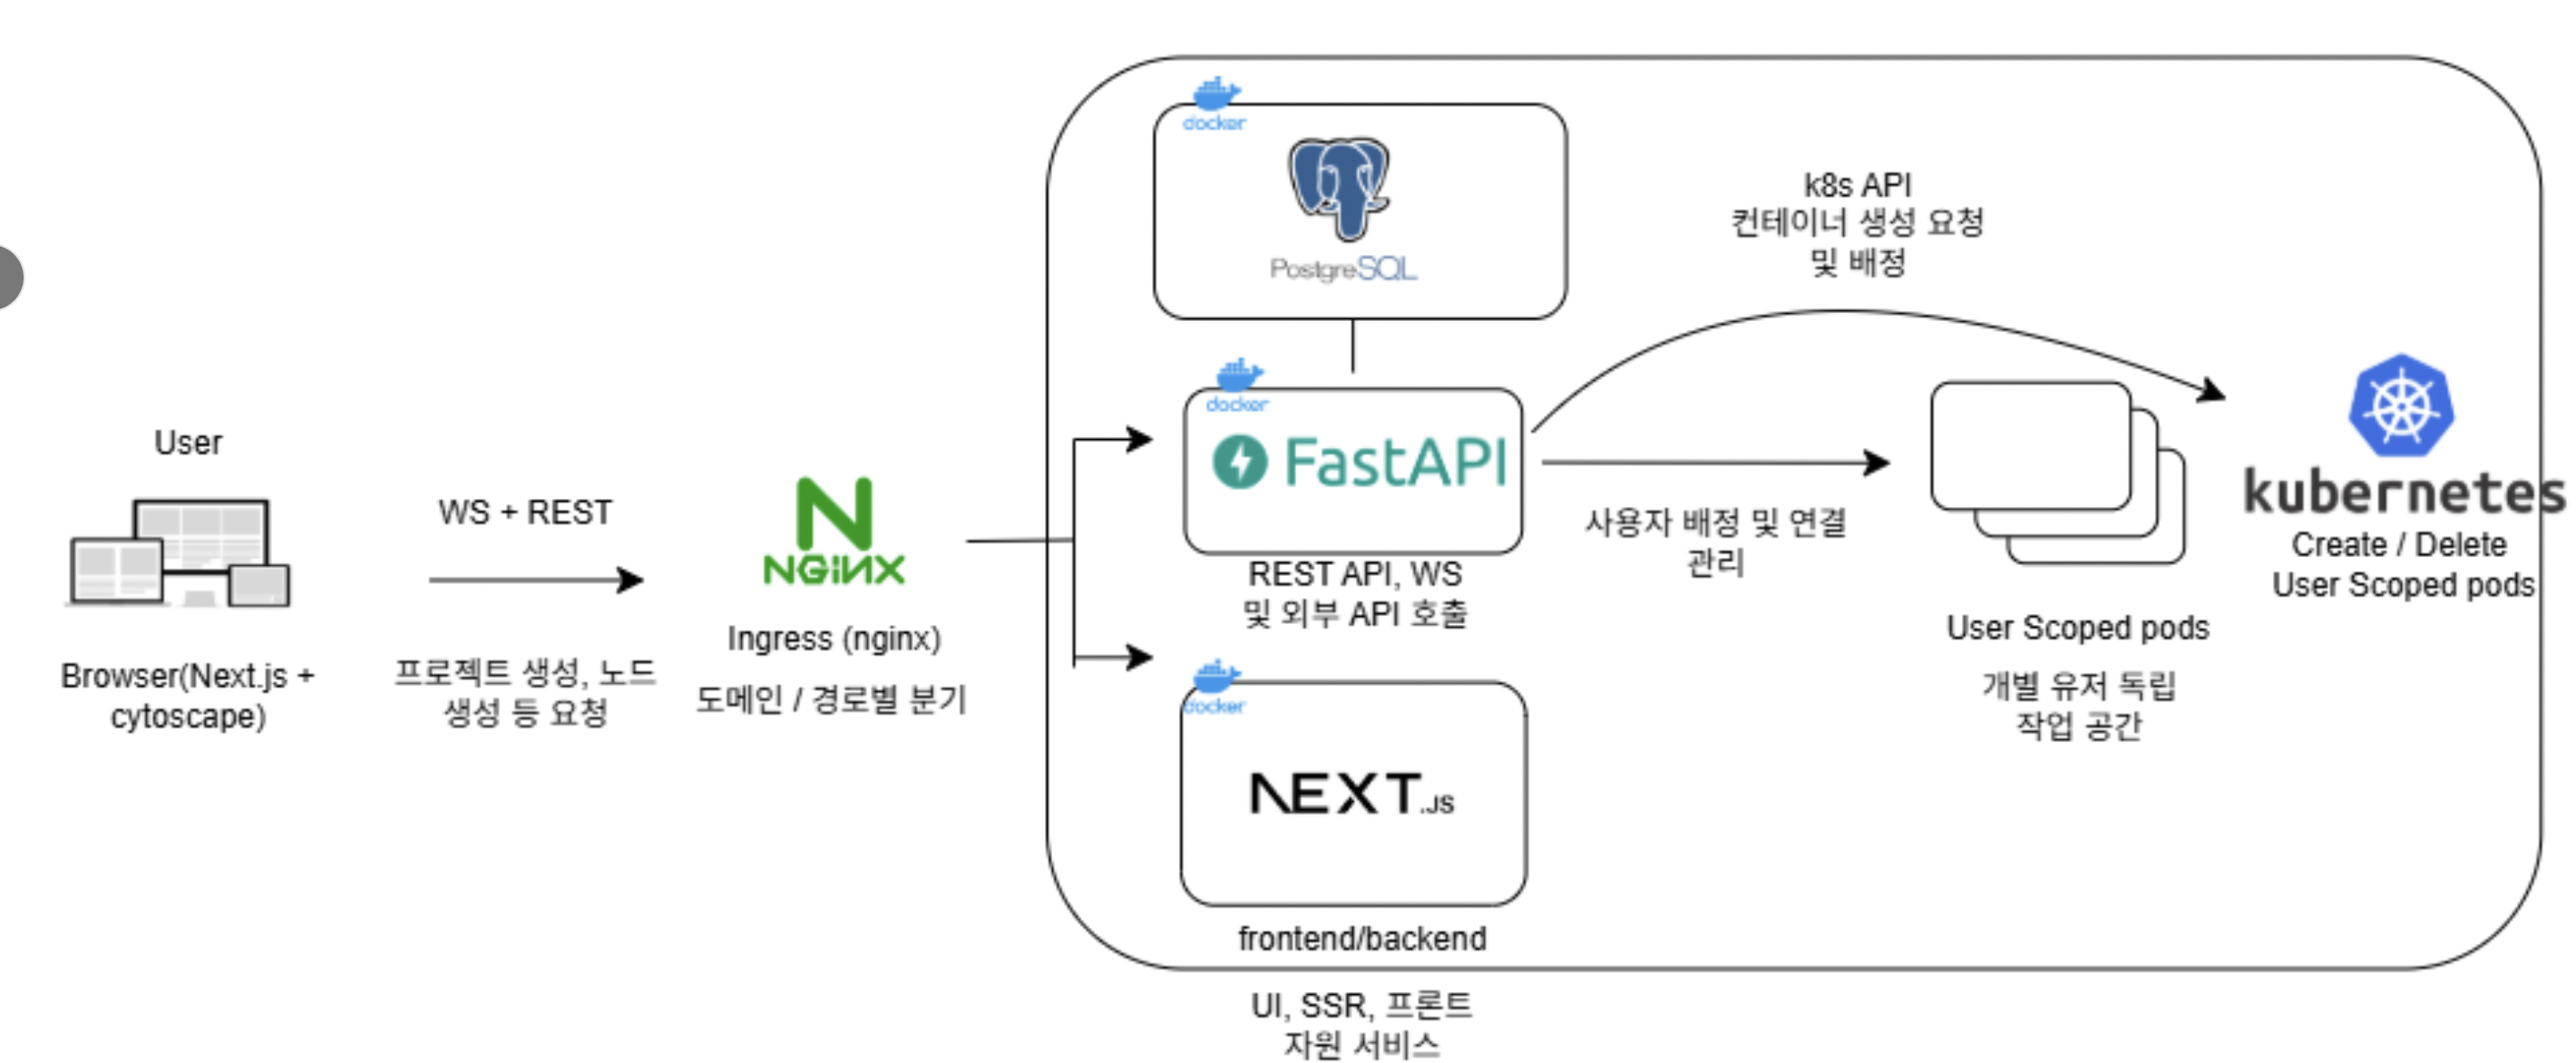 User
Browser(Next.js +
cytoscape)
WS + REST
프로젝트 생성, 노드
생성 등 요청
NGiNX
Ingress (nginx)
도메인 / 경로별 분기
docker
PostgreSQL
docker
FastAPI
REST API, WS
및 외부 API 호출
docker
NEXT.JS
frontend/backend
UI, SSR, 프론트
자원 서비스
k8s API
컨테이너 생성 요청
및 배정
사용자 배정 및 연결
관리
User Scoped pods
개별 유저 독립
작업 공간
kubernetes
Create / Delete
User Scoped pods